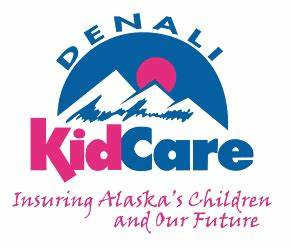 DENALI
KidCare
Insuring Alaska's Children
and Our Future